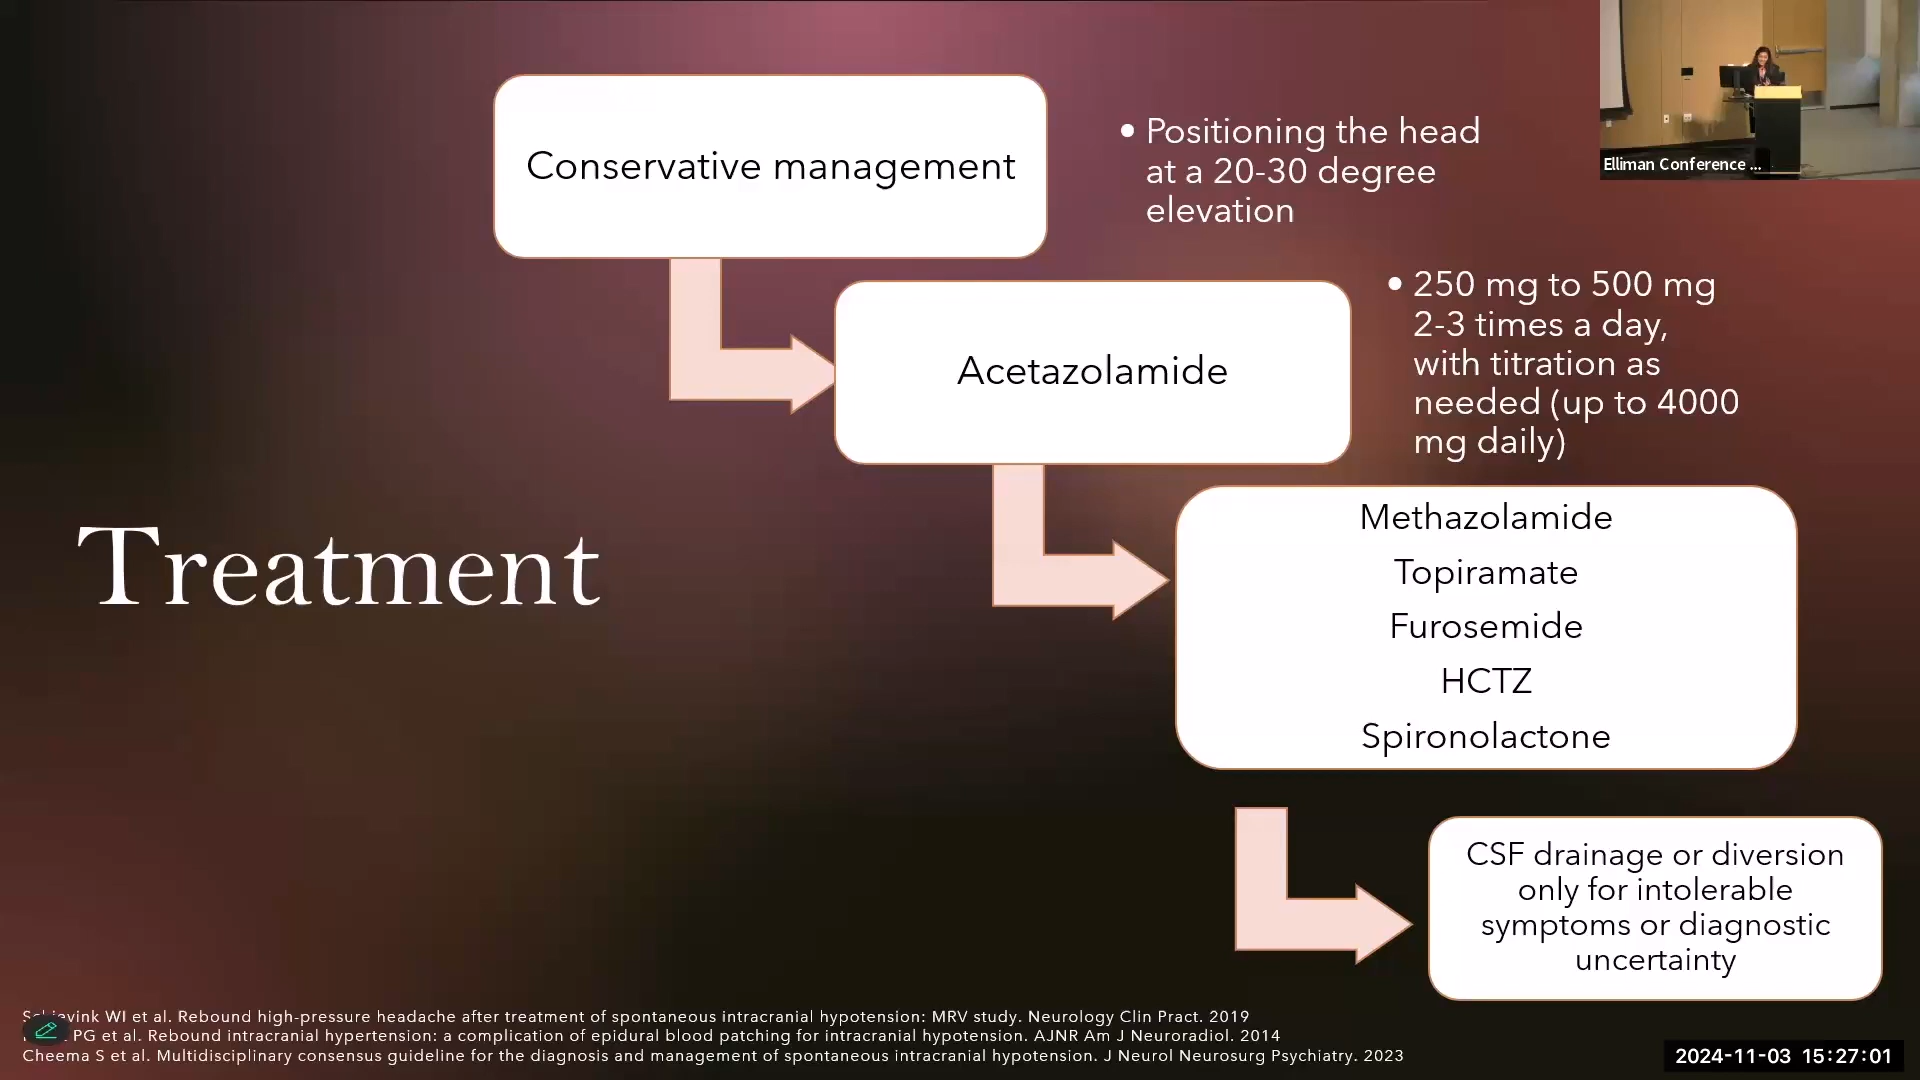 Conservative management
• Positioning the head
at a 20-30 degree
elevation
Elliman Conference ...
Acetazolamide
• 250 mg to 500 mg
2-3 times a day,
with titration as
needed (up to 4000
mg daily)
Treatment
Methazolamide
Topiramate
Furosemide
HCTZ
Spironolactone
CSF drainage or diversion
only for intolerable
symptoms or diagnostic
uncertainty
WI et al. Rebound high-pressure headache after treatment of spontaneous intracranial hypotension: MRV study. Neurology Clin Pract. 2019
PG et al. Rebound intracranial hypertension: a complication of epidural blood patching for intracranial hypotension. AJNR Am J Neuroradiol. 2014
Cheema S et al. Multidisciplinary consensus guideline for the diagnosis and management of spontaneous intracranial hypotension. J Neurol Neurosurg Psychiatry. 2023
2024-11-03 15:27:01